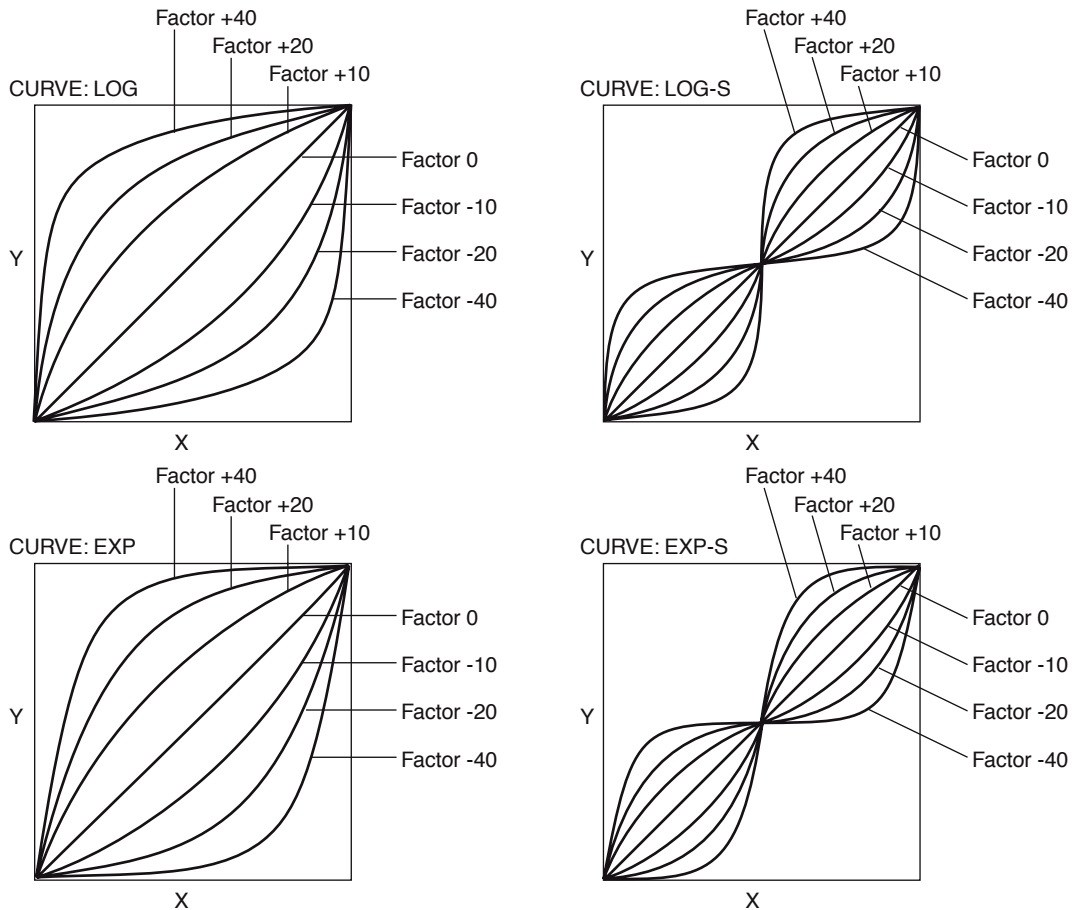 Factor +40
Factor +20
Factor +10
CURVE: LOG
Factor 0
Factor -10
Factor -20
Factor -40
Y
X
Factor +40
Factor +20
Factor +10
CURVE: LOG-S
Factor 0
Factor -10
Factor -20
Factor -40
Y
X
Factor +40
Factor +20
Factor +10
CURVE: EXP
Factor 0
Factor -10
Factor -20
Factor -40
Y
X
Factor +40
Factor +20
Factor +10
CURVE: EXP-S
Factor 0
Factor -10
Factor -20
Factor -40
Y
X